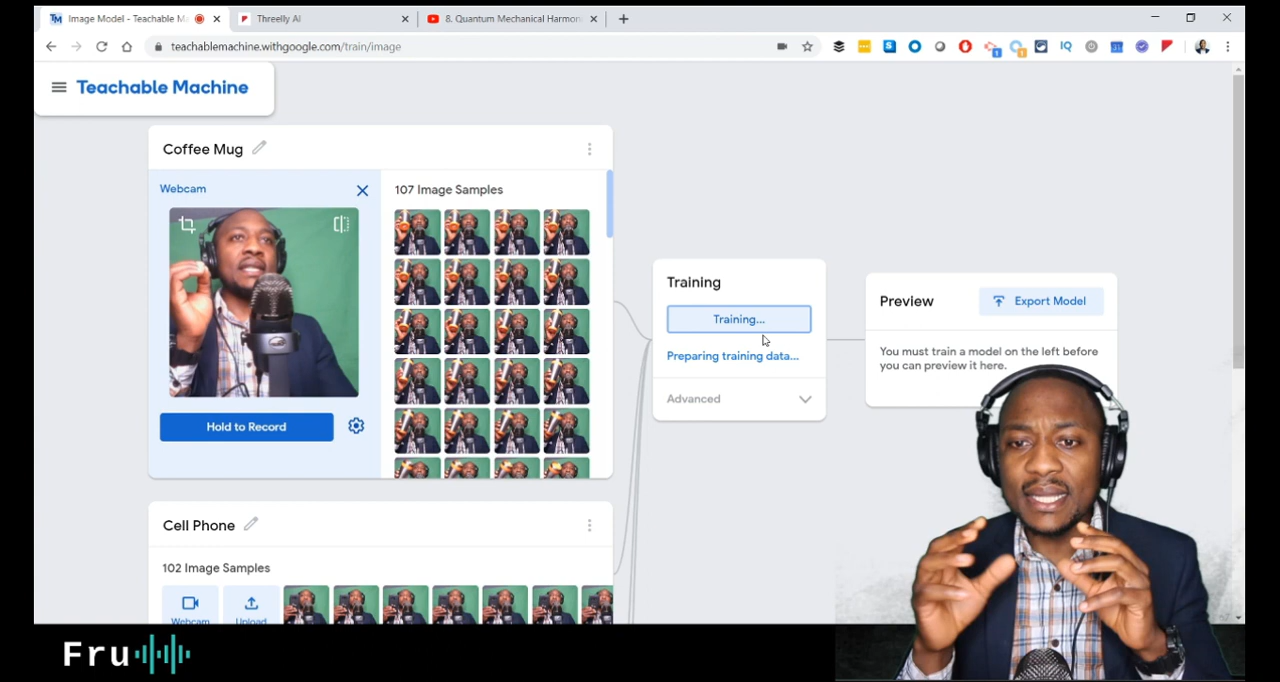 Image Model - Teachable Ma
Threelly AI
8. Quantum Mechanical Harmon
teachablemachine.withgoogle.com/train/image
IQ
Teachable Machine
Coffee Mug
Webcam
107 Image Samples
Hold to Record
Training
Training...
Preparing training data...
Advanced
Preview
Export Model
You must train a model on the left before
you can preview it here.
Cell Phone
102 Image Samples
Webcam
Upload
Fru